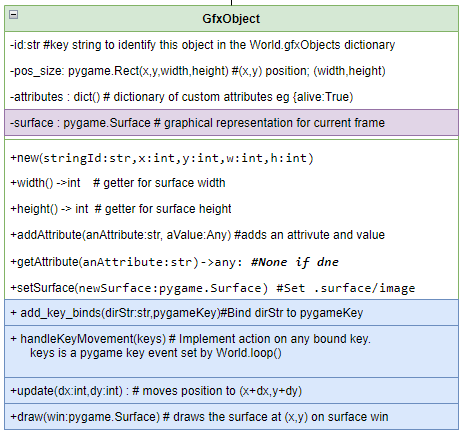 GfxObject
-id:str #key string to identify this object in the World.gfxObjects dictionary
-pos_size: pygame.Rect(x,y,width,height) #(x,y) position; (width,height)
-attributes : dict() # dictionary of custom attributes eg {alive:True)
-surface : pygame.Surface # graphical representation for current frame
+new(stringId:str,x:int,y:int,w:int,h:int)
+width() ->int # getter for surface width
+height() -> int # getter for surface height
+addAttribute(anAttribute:str, aValue:Any) #adds an attrivute and value
+getAttribute(anAttribute:str)->any: #None if dne
+setSurface(newSurface:pygame.Surface) #Set .surface/image
+ add_key_binds(dirStr:str,pygameKey)#Bind dirStr to pygameKey
+ handleKeyMovement(keys) # Implement action on any bound key.
keys is a pygame key event set by World.loop()
+update(dx:int,dy:int) : # moves position to (x+dx,y+dy)
+draw(win:pygame.Surface) # draws the surface at (x,y) on surface win